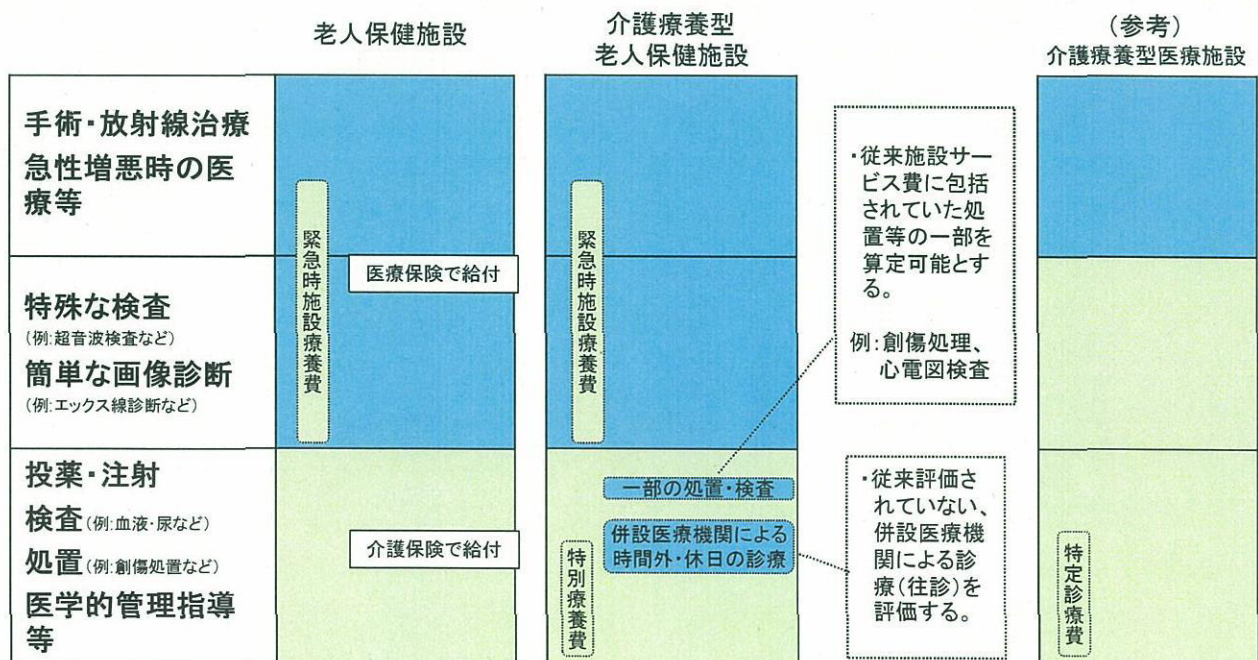 老人保健施設
介護療養型
老人保健施設
(参考)
介護療養型医療施設
手術・放射線治療
急性増悪時の医
療等
特殊な検査
(例:超音波検査など)
簡単な画像診断
(例:エックス線診断など)
投薬・注射
検査(例:血液・尿など)
処置(例:創傷処置など)
医学的管理指導
等
緊急時施設療養費
医療保険で給付
介護保険で給付
緊急時施設療養費
一部の処置・検査
併設医療機関による
時間外・休日の診療
特別療養費
・従来施設サー
ビス費に包括
されていた処
置等の一部を
算定可能とす
る。
例:創傷処理、
心電図検査
・従来評価さ
れていない、
併設医療機
関による診
療(往診)を
評価する。
特定診療費